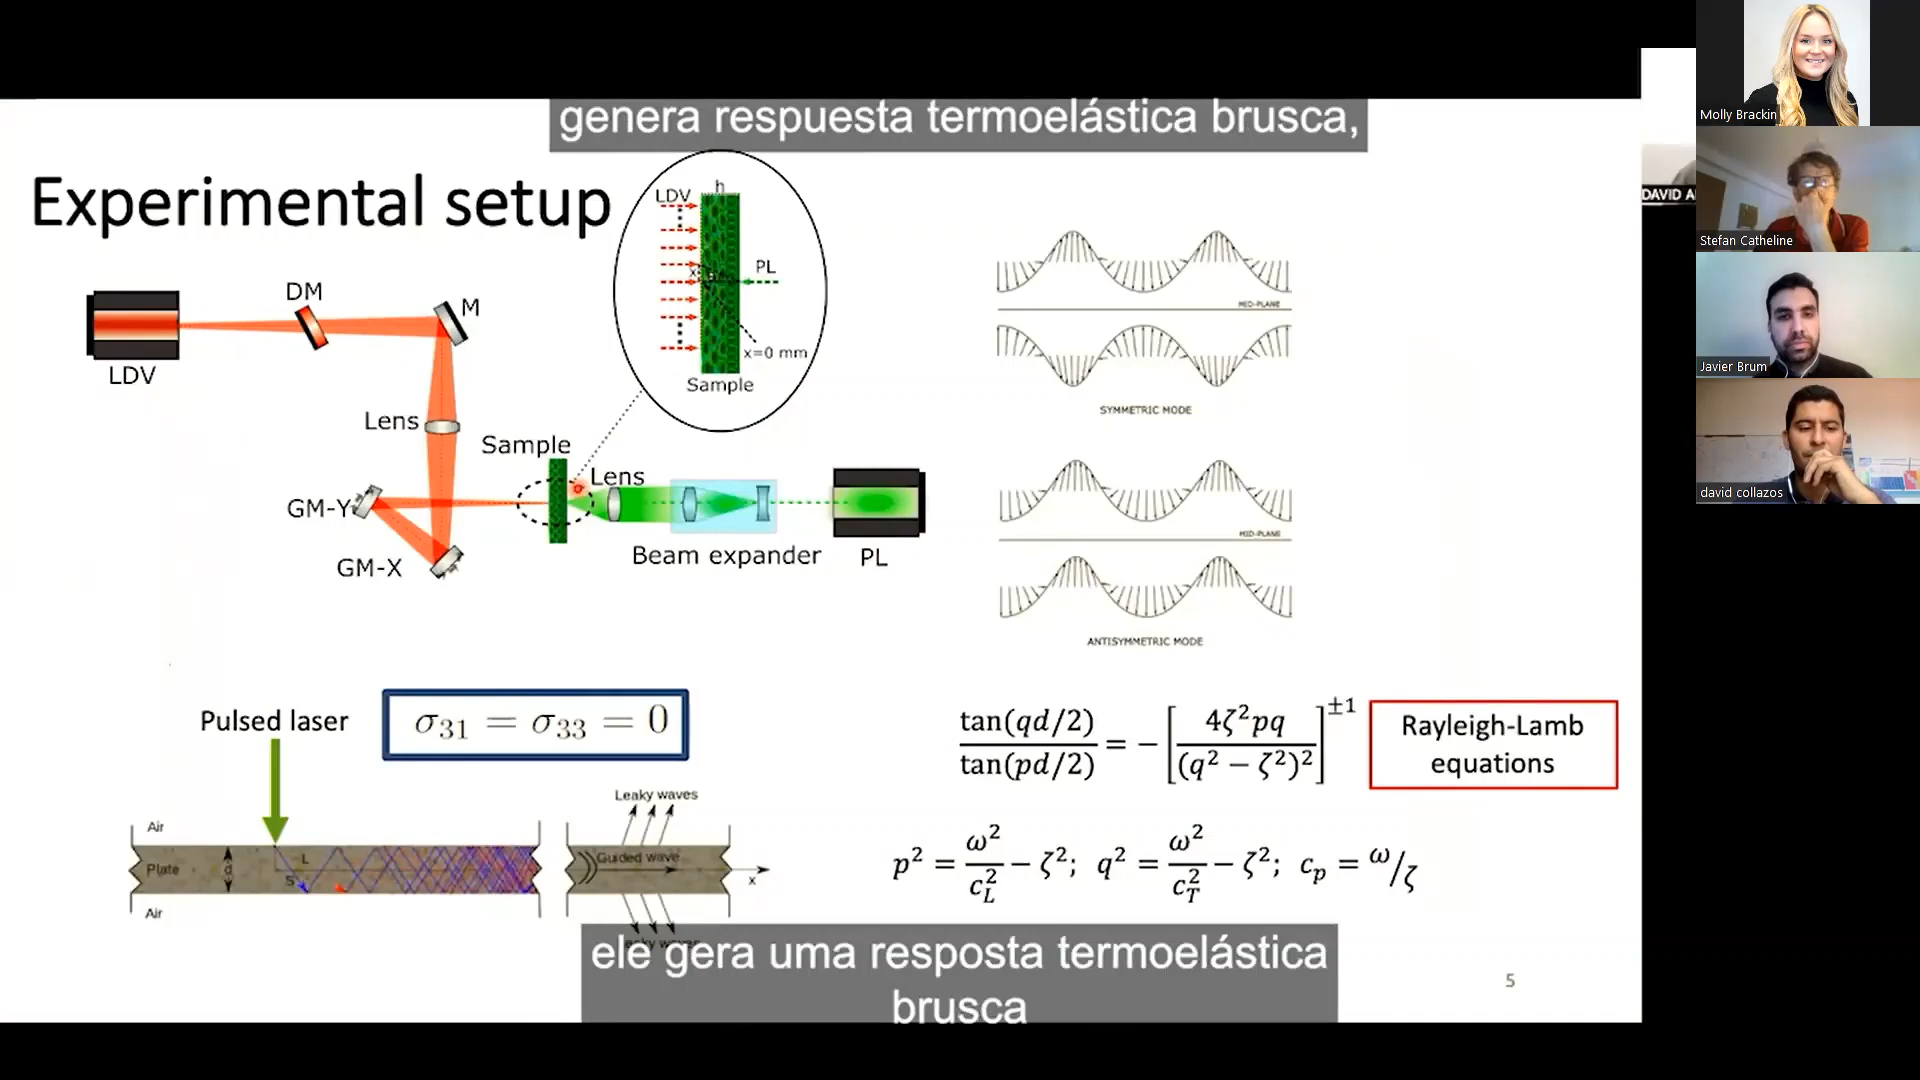 genera respuesta termoelástica brusca,
Experimental setup
LDV
h
PL
x=0 mm
Sample
LDV
DM
M
Lens
Sample
Lens
GM-Y
GM-X
Beam expander
PL
MID-PLANE
SYMMETRIC MODE
MID-PLANE
ANTISYMMETRIC MODE
Pulsed laser
σ₃₁ = σ₃₃ = 0
Air
Plate
d
L
S
Air
Leaky waves
Guided wave
x
tan(qd/2)/tan(pd/2) = −[4ζ²pq/(q² − ζ²)²]^±1
Rayleigh-Lamb
equations
p² = ω²/c_L² − ζ²; q² = ω²/c_T² − ζ²; c_p = ω/ζ
ele gera uma resposta termoelástica
brusca
5
Molly Brackin
Stefan Catheline
DAVID A
Javier Brum
david collazos